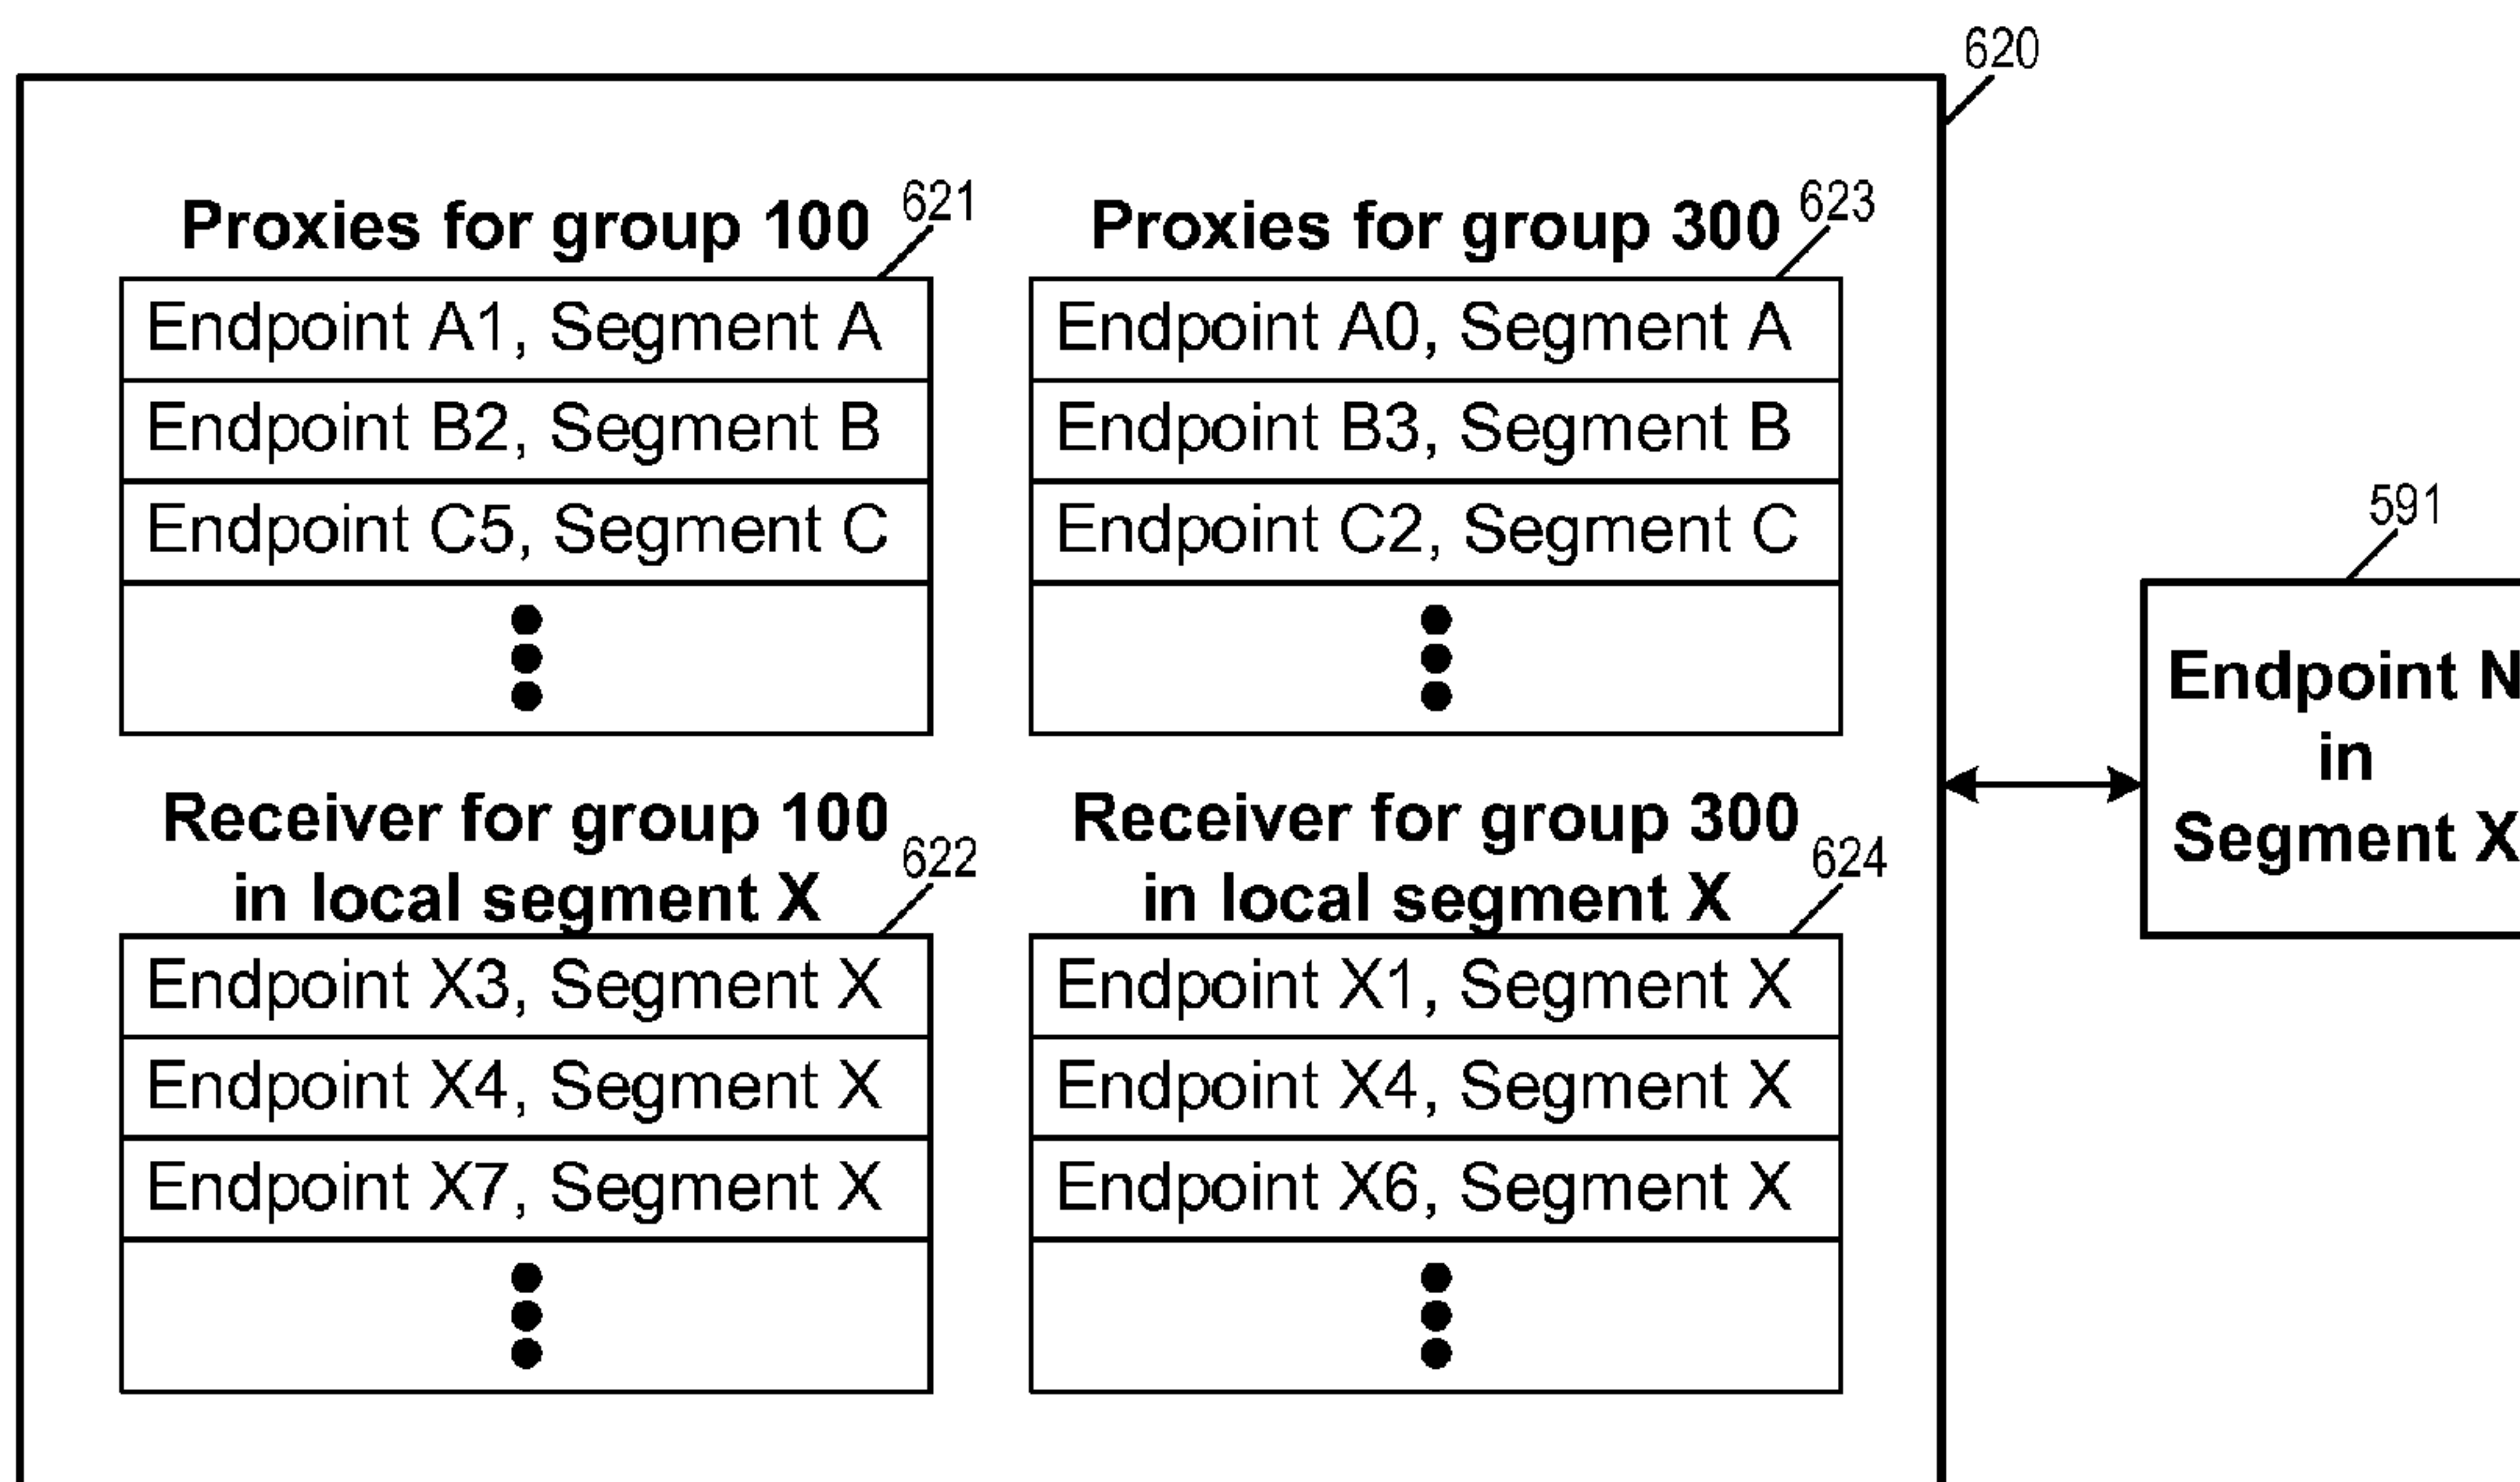 620
Proxies for group 100
621
Endpoint A1, Segment A
Endpoint B2, Segment B
Endpoint C5, Segment C
Proxies for group 300
623
Endpoint A0, Segment A
Endpoint B3, Segment B
Endpoint C2, Segment C
Receiver for group 100
in local segment X
622
Endpoint X3, Segment X
Endpoint X4, Segment X
Endpoint X7, Segment X
Receiver for group 300
in local segment X
624
Endpoint X1, Segment X
Endpoint X4, Segment X
Endpoint X6, Segment X
591
Endpoint N
in
Segment X